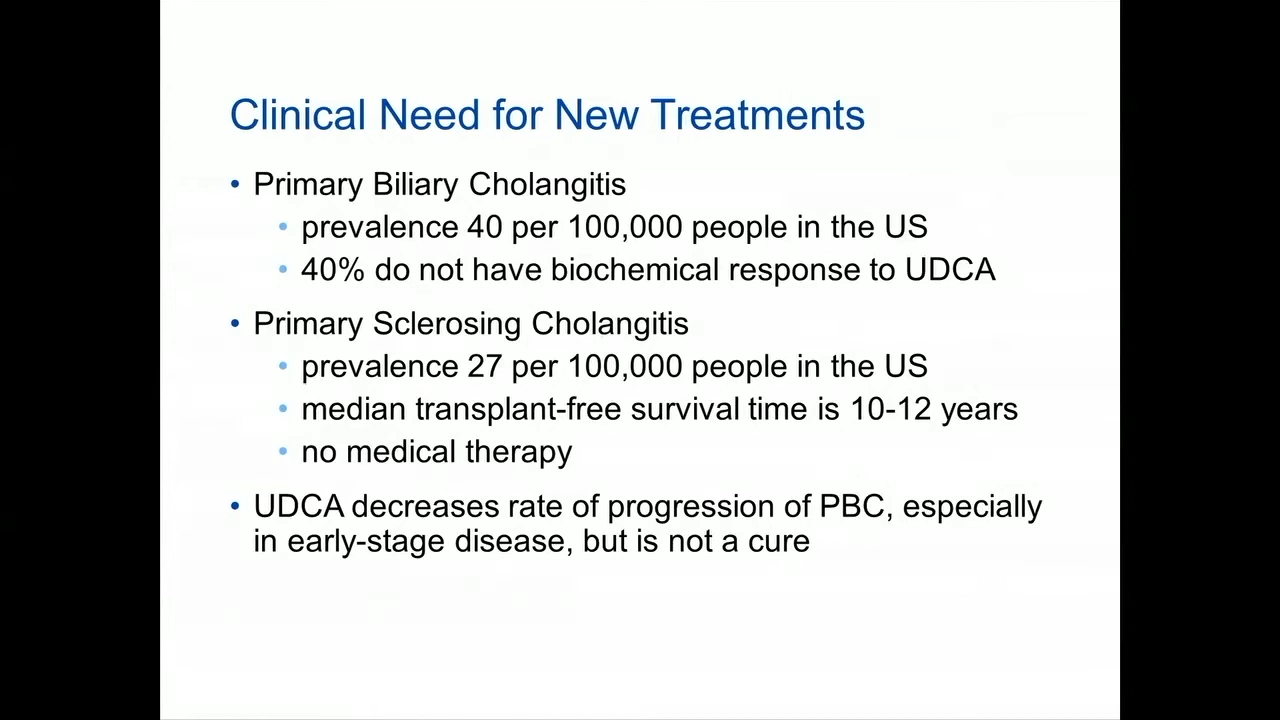 Clinical Need for New Treatments
• Primary Biliary Cholangitis
• prevalence 40 per 100,000 people in the US
• 40% do not have biochemical response to UDCA
• Primary Sclerosing Cholangitis
• prevalence 27 per 100,000 people in the US
• median transplant-free survival time is 10-12 years
• no medical therapy
• UDCA decreases rate of progression of PBC, especially
in early-stage disease, but is not a cure